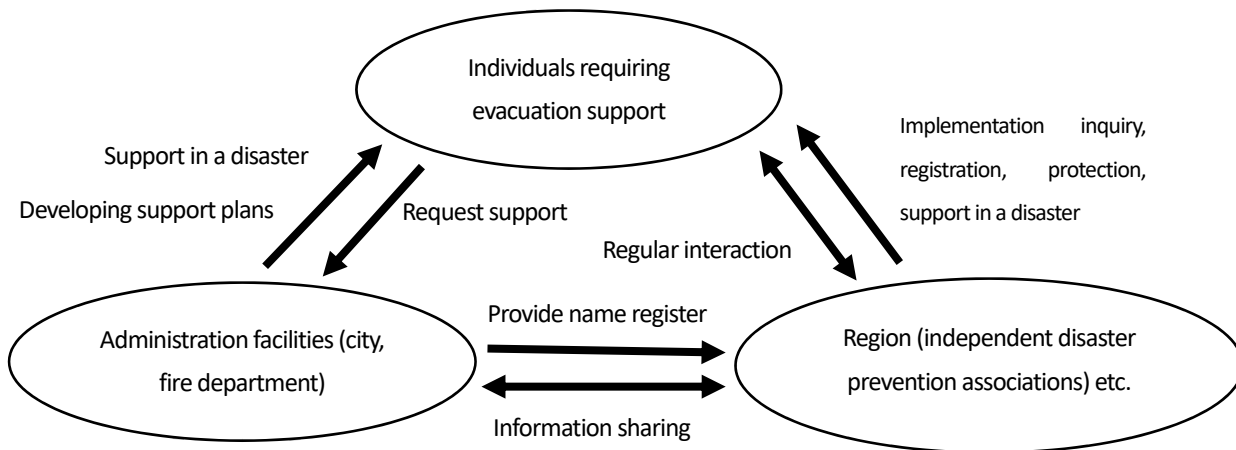 Individuals requiring
evacuation support
Implementation inquiry,
registration, protection,
support in a disaster
Support in a disaster
Developing support plans
Request support
Regular interaction
Provide name register
Administration facilities (city,
fire department)
Region (independent disaster
prevention associations) etc.
Information sharing